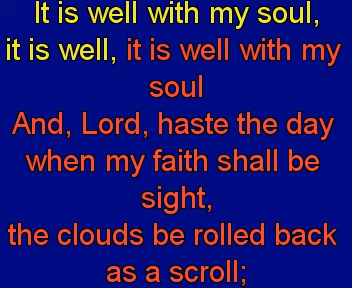 It is well with my soul,
it is well, it is well with my
soul
And, Lord, haste the day
when my faith shall be
sight,
the clouds be rolled back
as a scroll;